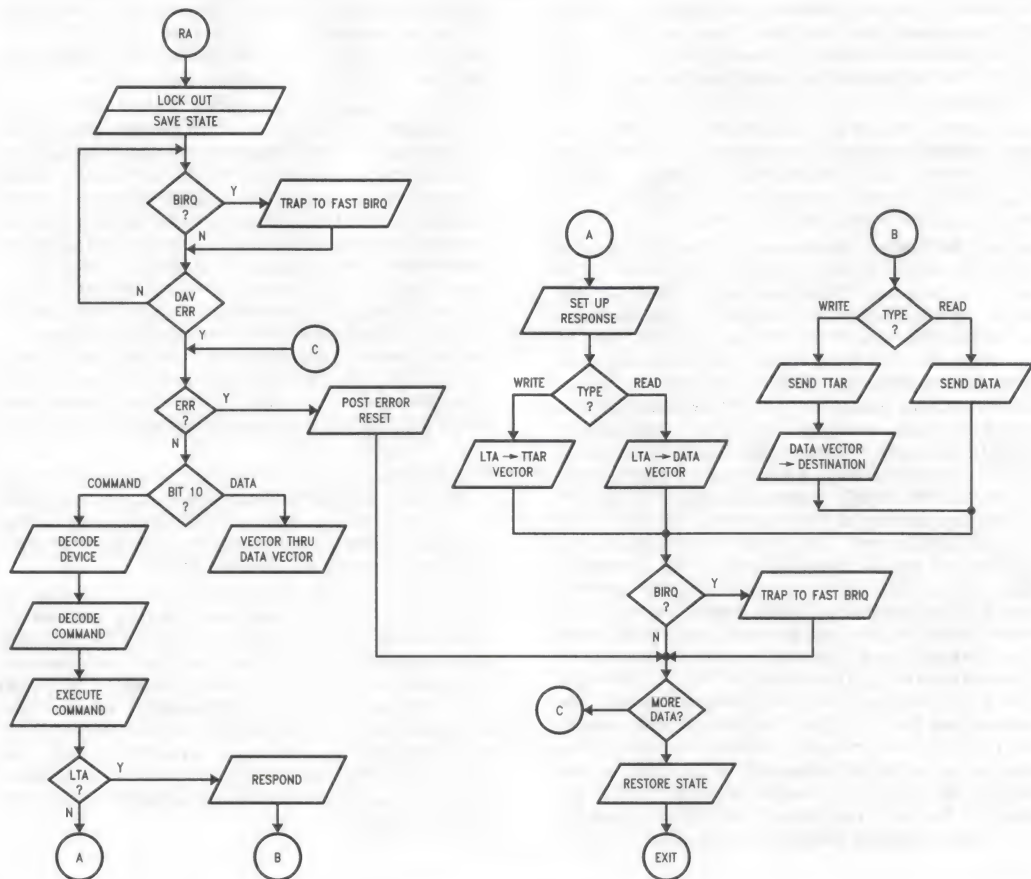 RA
LOCK OUT
SAVE STATE
BIRQ
?
Y
TRAP TO FAST BIRQ
N
DAV
ERR
N
Y
C
ERR
?
Y
POST ERROR
RESET
N
BIT 10
?
COMMAND
DATA
DECODE
DEVICE
VECTOR THRU
DATA VECTOR
DECODE
COMMAND
EXECUTE
COMMAND
LTA
?
Y
RESPOND
N
A
B
A
SET UP
RESPONSE
WRITE
TYPE
?
READ
LTA → TTAR
VECTOR
LTA → DATA
VECTOR
B
WRITE
TYPE
?
READ
SEND TTAR
SEND DATA
DATA VECTOR
→ DESTINATION
BIRQ
?
Y
TRAP TO FAST BRIQ
N
MORE
DATA?
C
RESTORE STATE
EXIT